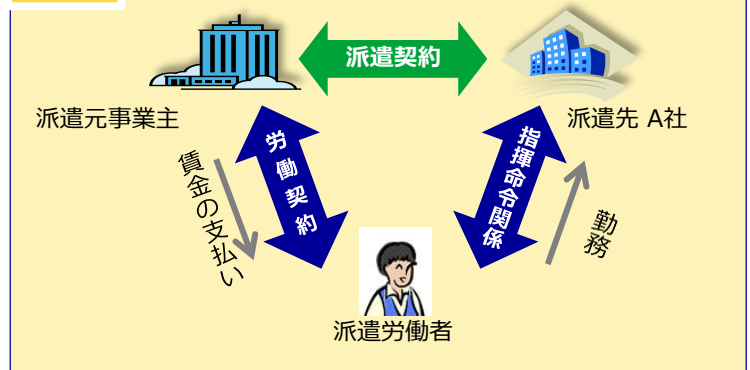 派遣契約
派遣元事業主
派遣先 A社
労働契約
指揮命令関係
賃金の支払い
勤務
派遣労働者